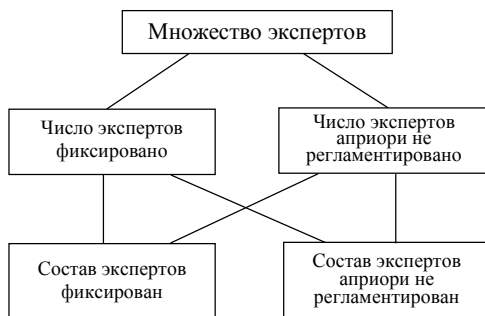 Множество экспертов
Число экспертов
фиксировано
Число экспертов
априори не
регламентировано
Состав экспертов
фиксирован
Состав экспертов
априори не
регламентирован